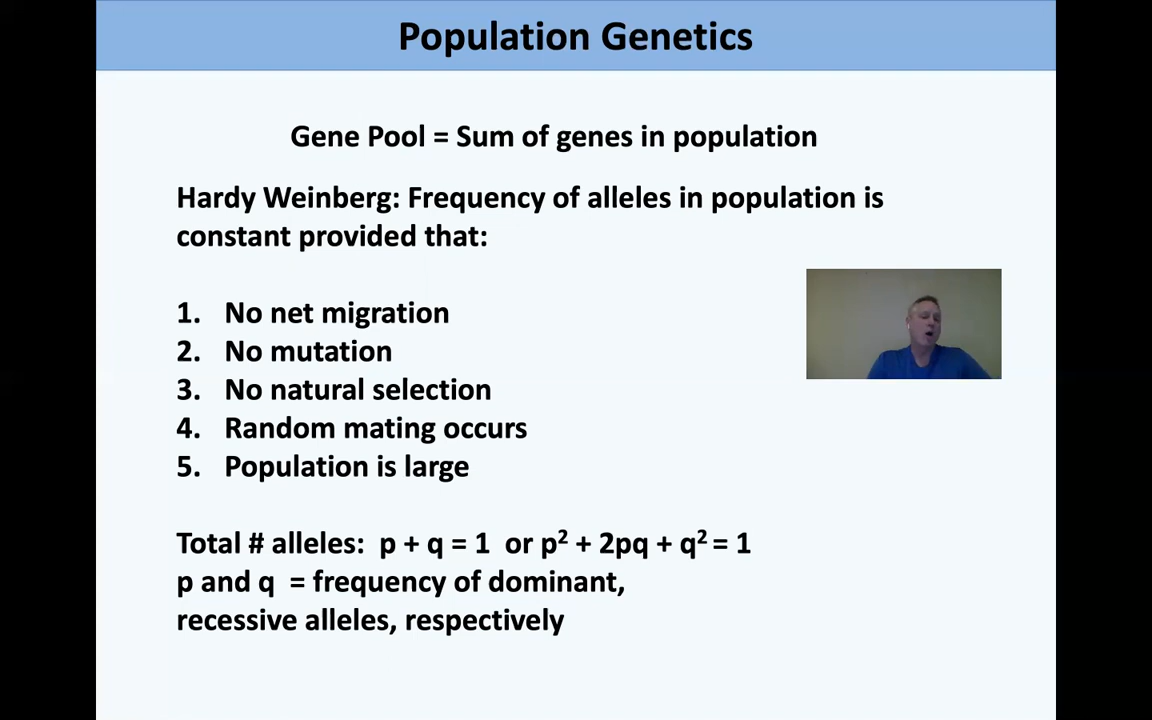 Population Genetics
Gene Pool = Sum of genes in population
Hardy Weinberg: Frequency of alleles in population is
constant provided that:
1. No net migration
2. No mutation
3. No natural selection
4. Random mating occurs
5. Population is large
Total # alleles: p + q = 1 or p² + 2pq + q² = 1
p and q = frequency of dominant,
recessive alleles, respectively